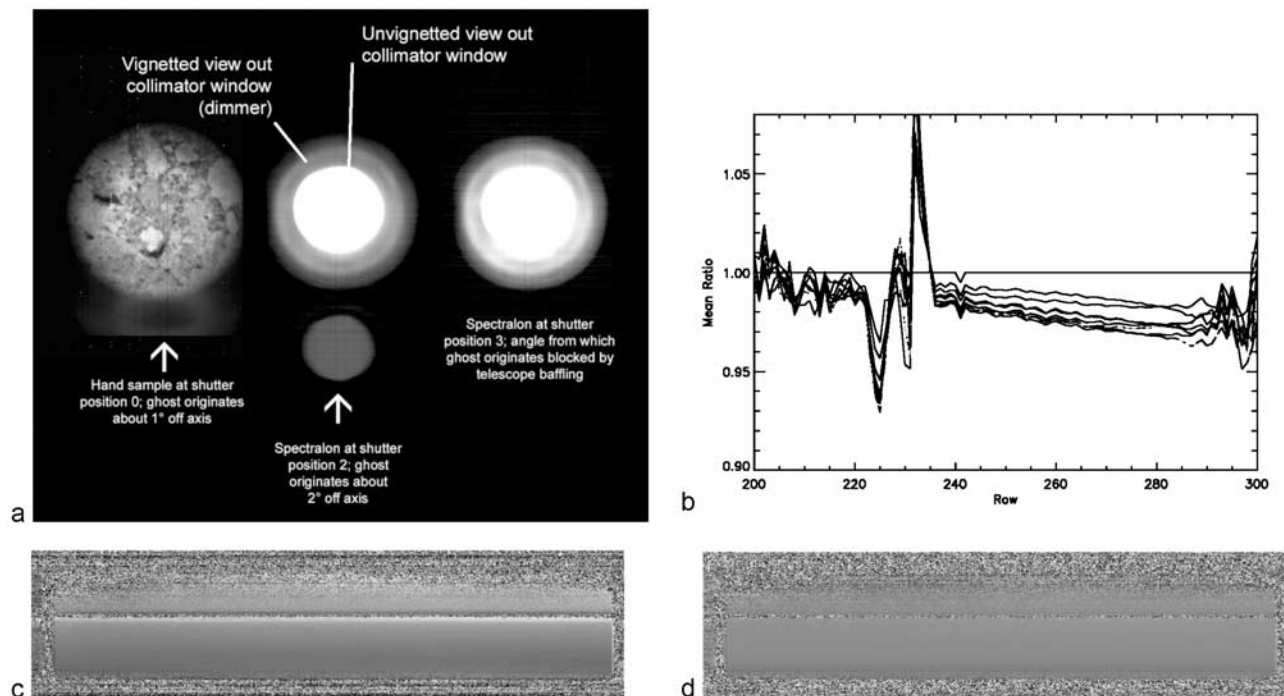 Unvignetted view out
collimator window
Vignetted view out
collimator window
(dimmer)
Hand sample at shutter
position 0; ghost originates
about 1° off axis
Spectralon at shutter
position 2; ghost
originates about
2° off axis
Spectralon at shutter
position 3; angle from which
ghost originates blocked by
telescope baffling
a
1.05
1.00
0.95
0.90
Mean Ratio
200
220
240
260
280
300
Row
b
c
d